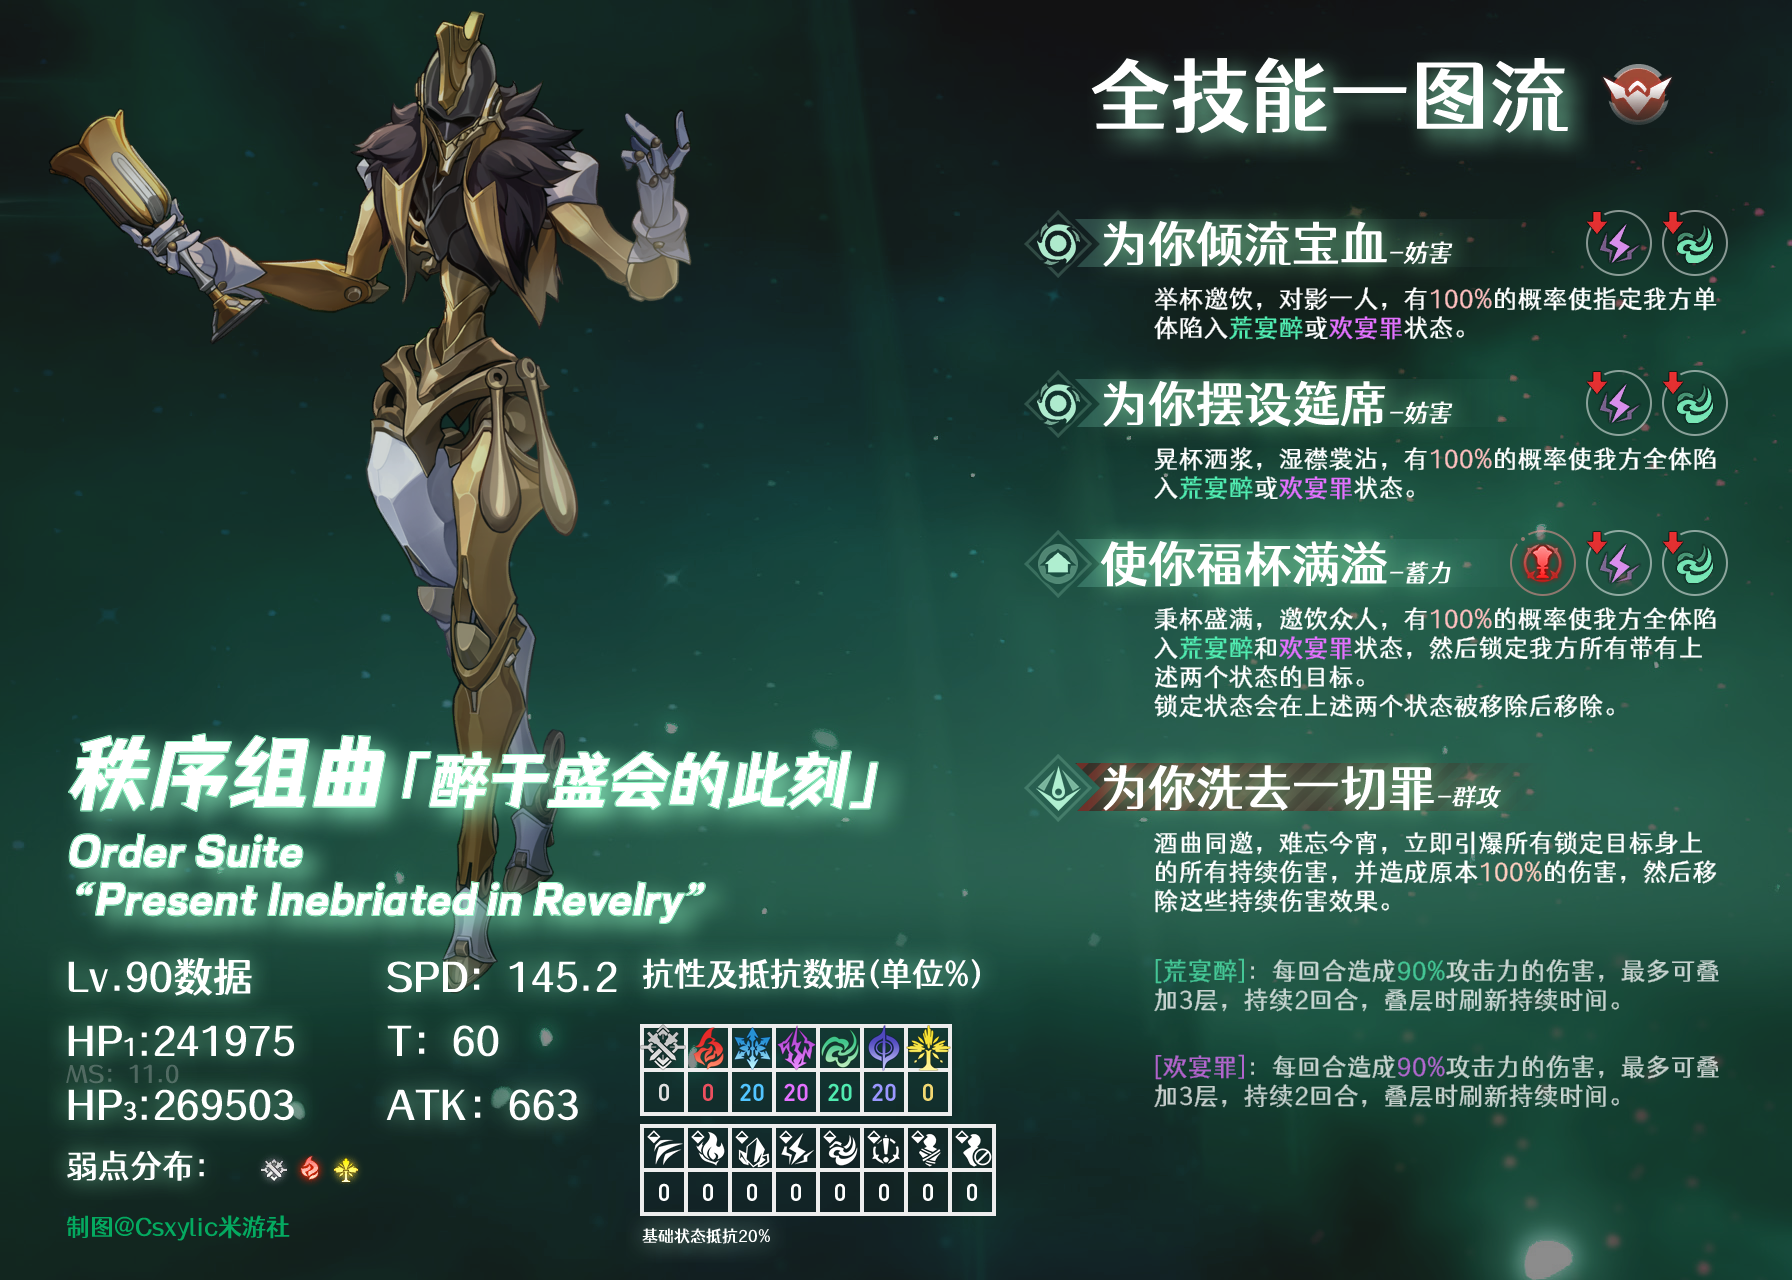 全技能一图流
为你倾流宝血-妨害
举杯邀饮，对影一人，有100%的概率使指定我方单
体陷入荒宴醉或欢宴罪状态。
为你摆设筵席-妨害
晃杯洒浆，湿襟裳沾，有100%的概率使我方全体陷
入荒宴醉或欢宴罪状态。
使你福杯满溢-蓄力
秉杯盛满，邀饮众人，有100%的概率使我方全体陷
入荒宴醉和欢宴罪状态，然后锁定我方所有带有上
述两个状态的目标。
锁定状态会在上述两个状态被移除后移除。
为你洗去一切罪-群攻
酒曲同邀，难忘今宵，立即引爆所有锁定目标身上
的所有持续伤害，并造成原本100%的伤害，然后移
除这些持续伤害效果。
[荒宴醉]：每回合造成90%攻击力的伤害，最多可叠
加3层，持续2回合，叠层时刷新持续时间。
[欢宴罪]：每回合造成90%攻击力的伤害，最多可叠
加3层，持续2回合，叠层时刷新持续时间。
秩序组曲「醉于盛会的此刻」
Order Suite
“Present Inebriated in Revelry”
Lv.90数据 SPD：145.2
HP1:241975 T：60
MS：11.0
HP3:269503 ATK：663
弱点分布：
制图@Csxylic米游社
抗性及抵抗数据(单位%)
0 0 20 20 20 20 0
0 0 0 0 0 0 0 0
基础状态抵抗20%